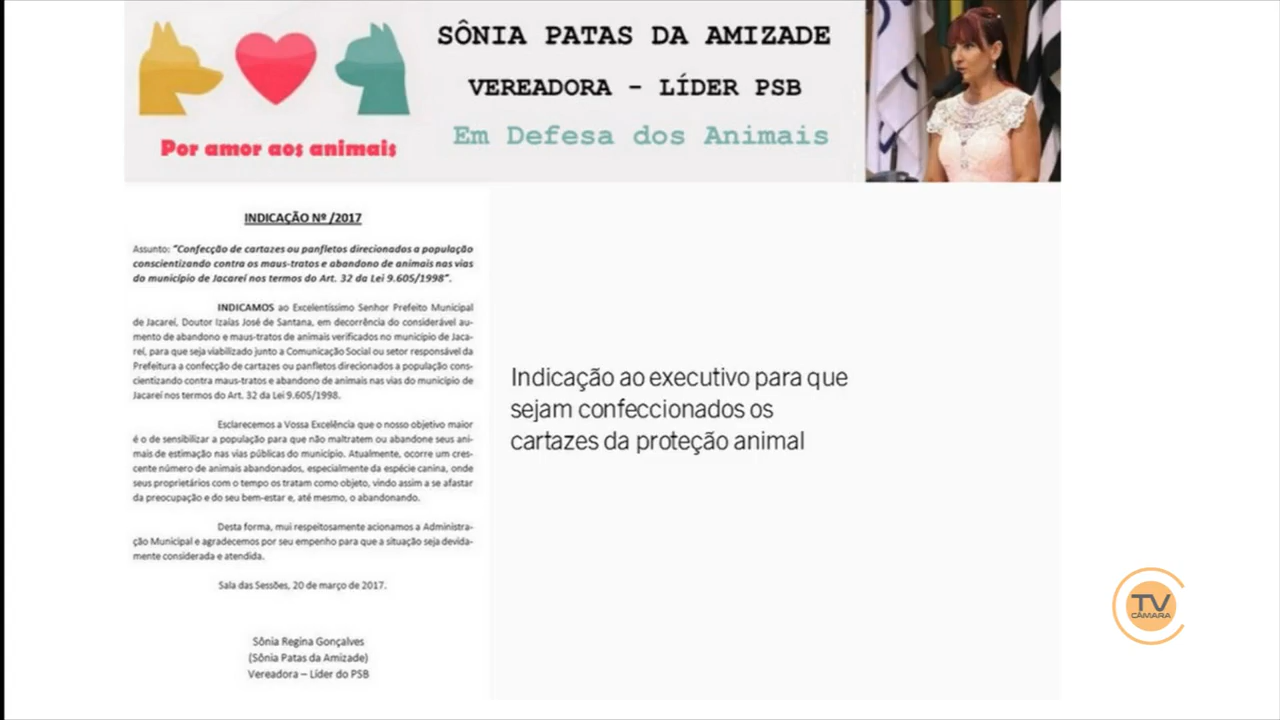 SÔNIA PATAS DA AMIZADE
VEREADORA - LÍDER PSB
Em Defesa dos Animais
Por amor aos animais
INDICAÇÃO Nº /2017
Assunto: "Confecção de cartazes ou panfletos direcionados a população
conscientizando contra os maus-tratos e abandono de animais nas vias
do município de Jacareí nos termos do Art. 32 da Lei 9.605/1998".
INDICAMOS ao Excelentíssimo Senhor Prefeito Municipal
de Jacareí, Doutor Izaías José de Santana, em decorrência do considerável au-
mento de abandono e maus-tratos de animais verificados no município de Jaca-
reí, para que seja viabilizado junto a Comunicação Social ou setor responsável da
Prefeitura a confecção de cartazes ou panfletos direcionados a população cons-
cientizando contra maus-tratos e abandono de animais nas vias do município de
Jacareí nos termos do Art. 32 da Lei 9.605/1998.
Esclarecemos a Vossa Excelência que o nosso objetivo maior
é o de sensibilizar a população para que não maltratem ou abandone seus ani-
mais de estimação nas vias públicas do município. Atualmente, ocorre um cres-
cente número de animais abandonados, especialmente da espécie canina, onde
seus proprietários com o tempo os tratam como objeto, vindo assim a se afastar
da preocupação e do seu bem-estar e, até mesmo, o abandonando.
Desta forma, mui respeitosamente acionamos a Administra-
ção Municipal e agradecemos por seu empenho para que a situação seja devida-
mente considerada e atendida.
Sala das Sessões, 20 de março de 2017.
Sônia Regina Gonçalves
(Sônia Patas da Amizade)
Vereadora – Líder do PSB
Indicação ao executivo para que
sejam confeccionados os
cartazes da proteção animal
TV
CÂMARA